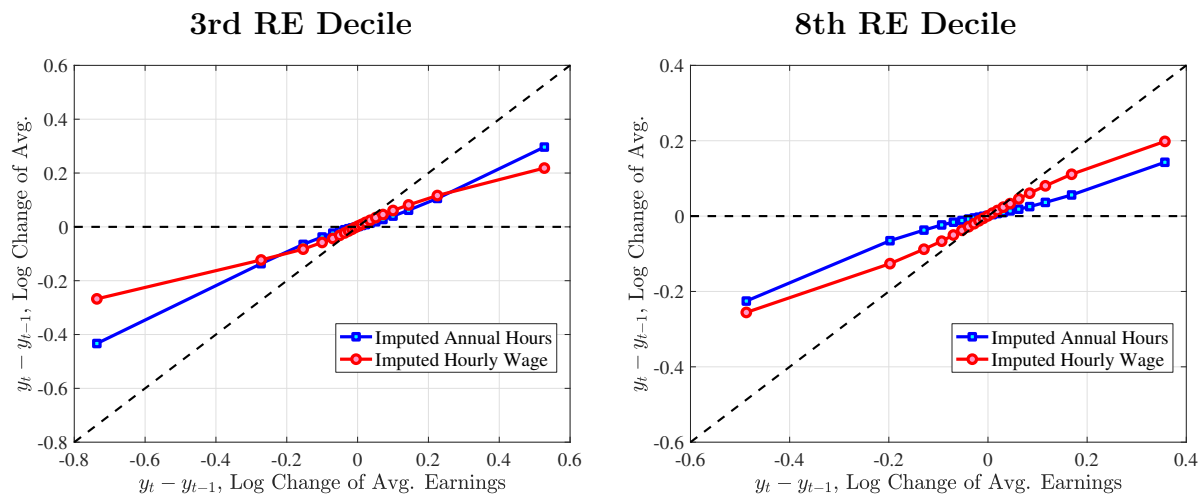 3rd RE Decile
0.6
0.4
0.2
0
-0.2
-0.4
-0.6
-0.8
-0.8
-0.6
-0.4
-0.2
0
0.2
0.4
0.6
y_t − y_{t−1}, Log Change of Avg.
y_t − y_{t−1}, Log Change of Avg. Earnings
Imputed Annual Hours
Imputed Hourly Wage
8th RE Decile
0.4
0.2
0
-0.2
-0.4
-0.6
-0.6
-0.4
-0.2
0
0.2
0.4
y_t − y_{t−1}, Log Change of Avg.
y_t − y_{t−1}, Log Change of Avg. Earnings
Imputed Annual Hours
Imputed Hourly Wage